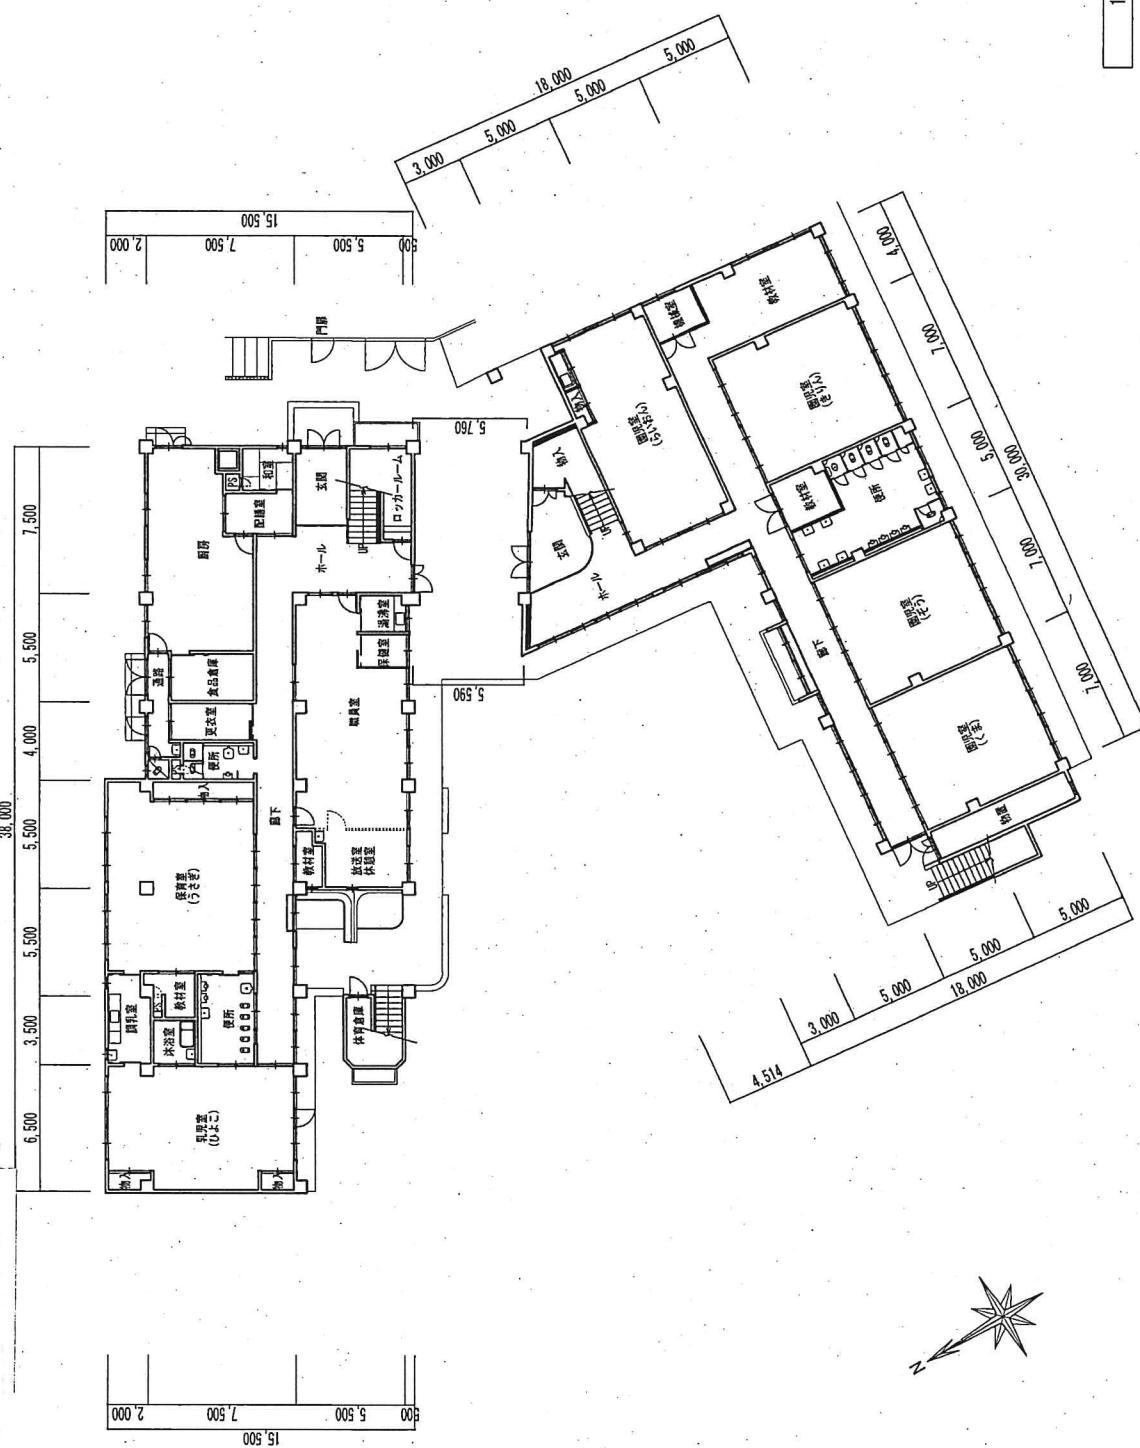 18,000
3,000
5,000
5,000
5,000
15,500
2,000
7,500
5,500
500
門扉
38,000
7,500
5,500
4,000
5,500
5,500
3,500
6,500
厨房
PS
和室
配膳室
玄関
ロッカールーム
UP
ホール
通路
食品倉庫
更衣室
便所
湯沸室
保健室
職員室
廊下
物入
保育室
(うさぎ)
教材室
放送室
休憩室
調乳室
PS
教材室
沐浴室
便所
体育倉庫
乳児室
(ひよこ)
物入
物入
5,760
5,590
物入
物入
玄関
UP
ホール
園児室
(らいおん)
機械室
教材室
園児室
(きりん)
教材室
便所
園児室
(ぞう)
廊下
園児室
(くま)
物置
UP
4,000
7,000
5,000
7,000
7,000
30,000
4,514
3,000
5,000
5,000
5,000
18,000
N
2,000
7,500
5,500
500
15,500
1